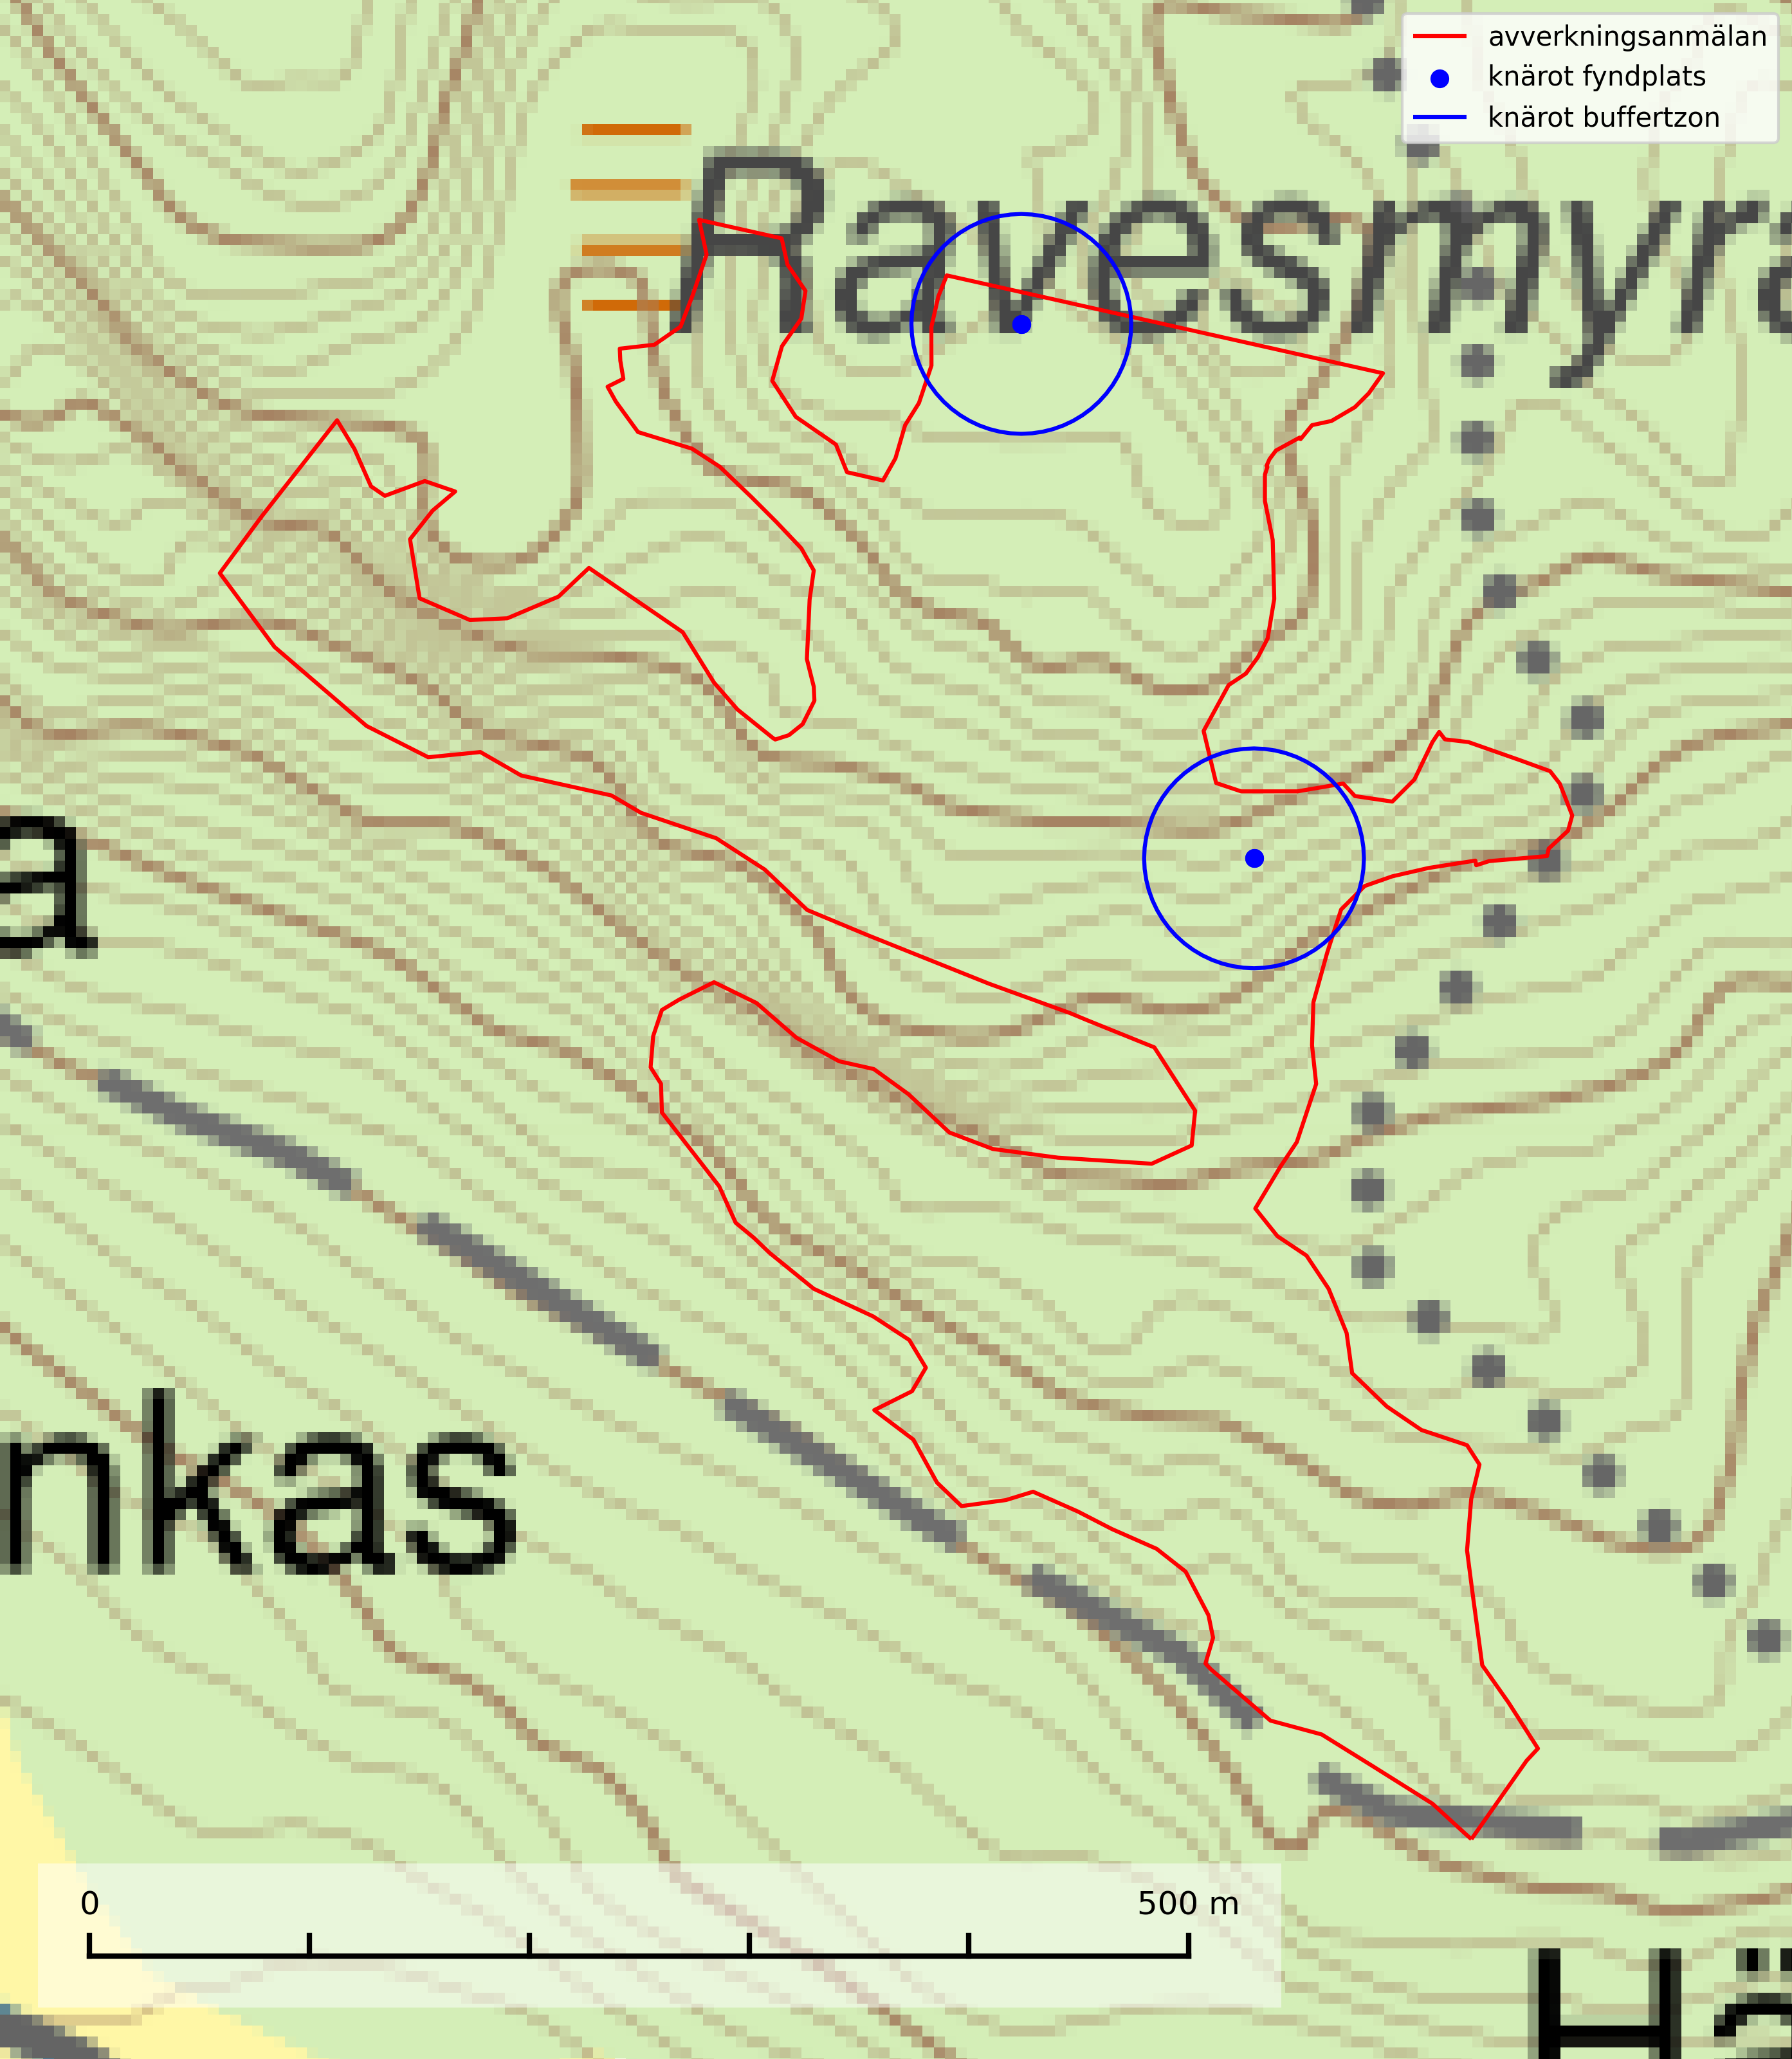 avverkningsanmälan
knärot fyndplats
knärot buffertzon
Ravesmyra
a
nkas
0 500 m
Hä